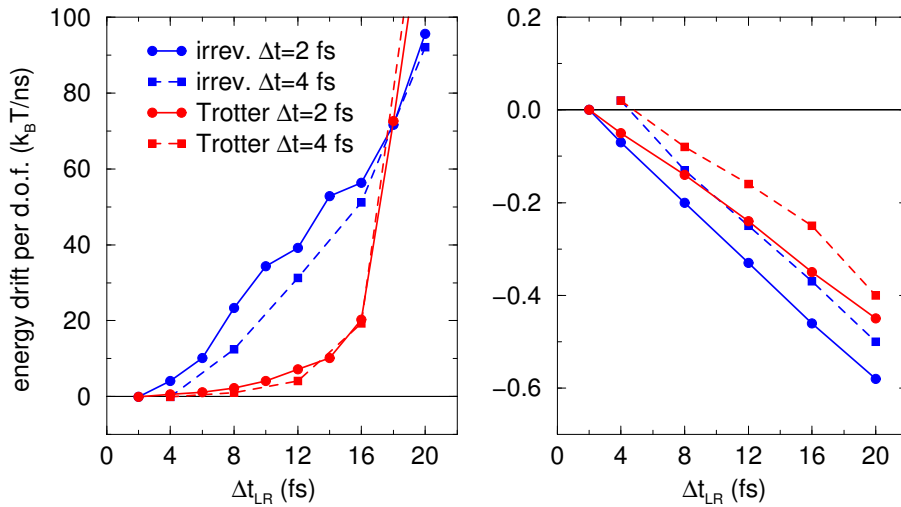 energy drift per d.o.f. (k_BT/ns)
100
80
60
40
20
0
irrev. Δt=2 fs
irrev. Δt=4 fs
Trotter Δt=2 fs
Trotter Δt=4 fs
0 4 8 12 16 20
Δt_LR (fs)
0.2
0.0
−0.2
−0.4
−0.6
0 4 8 12 16 20
Δt_LR (fs)